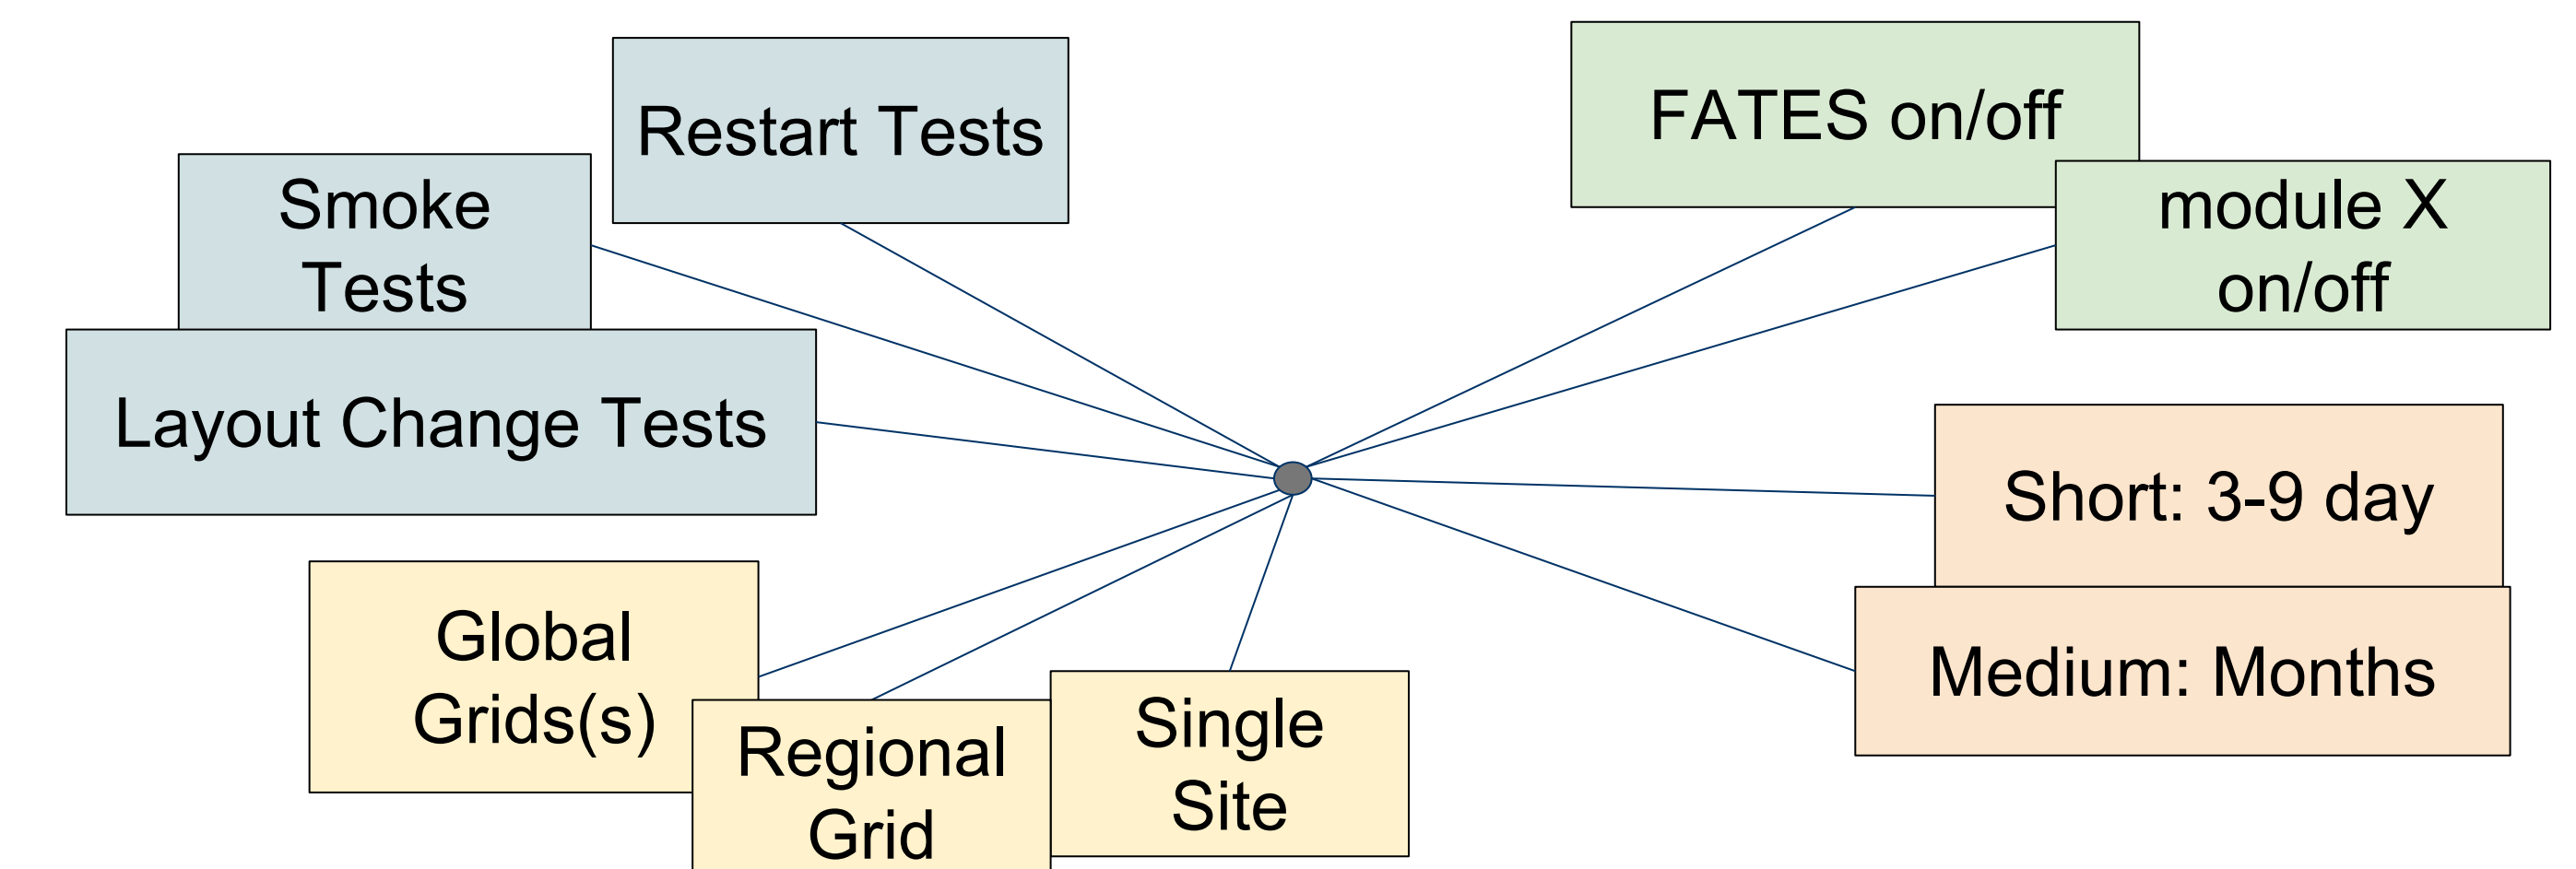 Restart Tests
Smoke
Tests
Layout Change Tests
FATES on/off
module X
on/off
Short: 3-9 day
Medium: Months
Global
Grids(s)
Regional
Grid
Single
Site